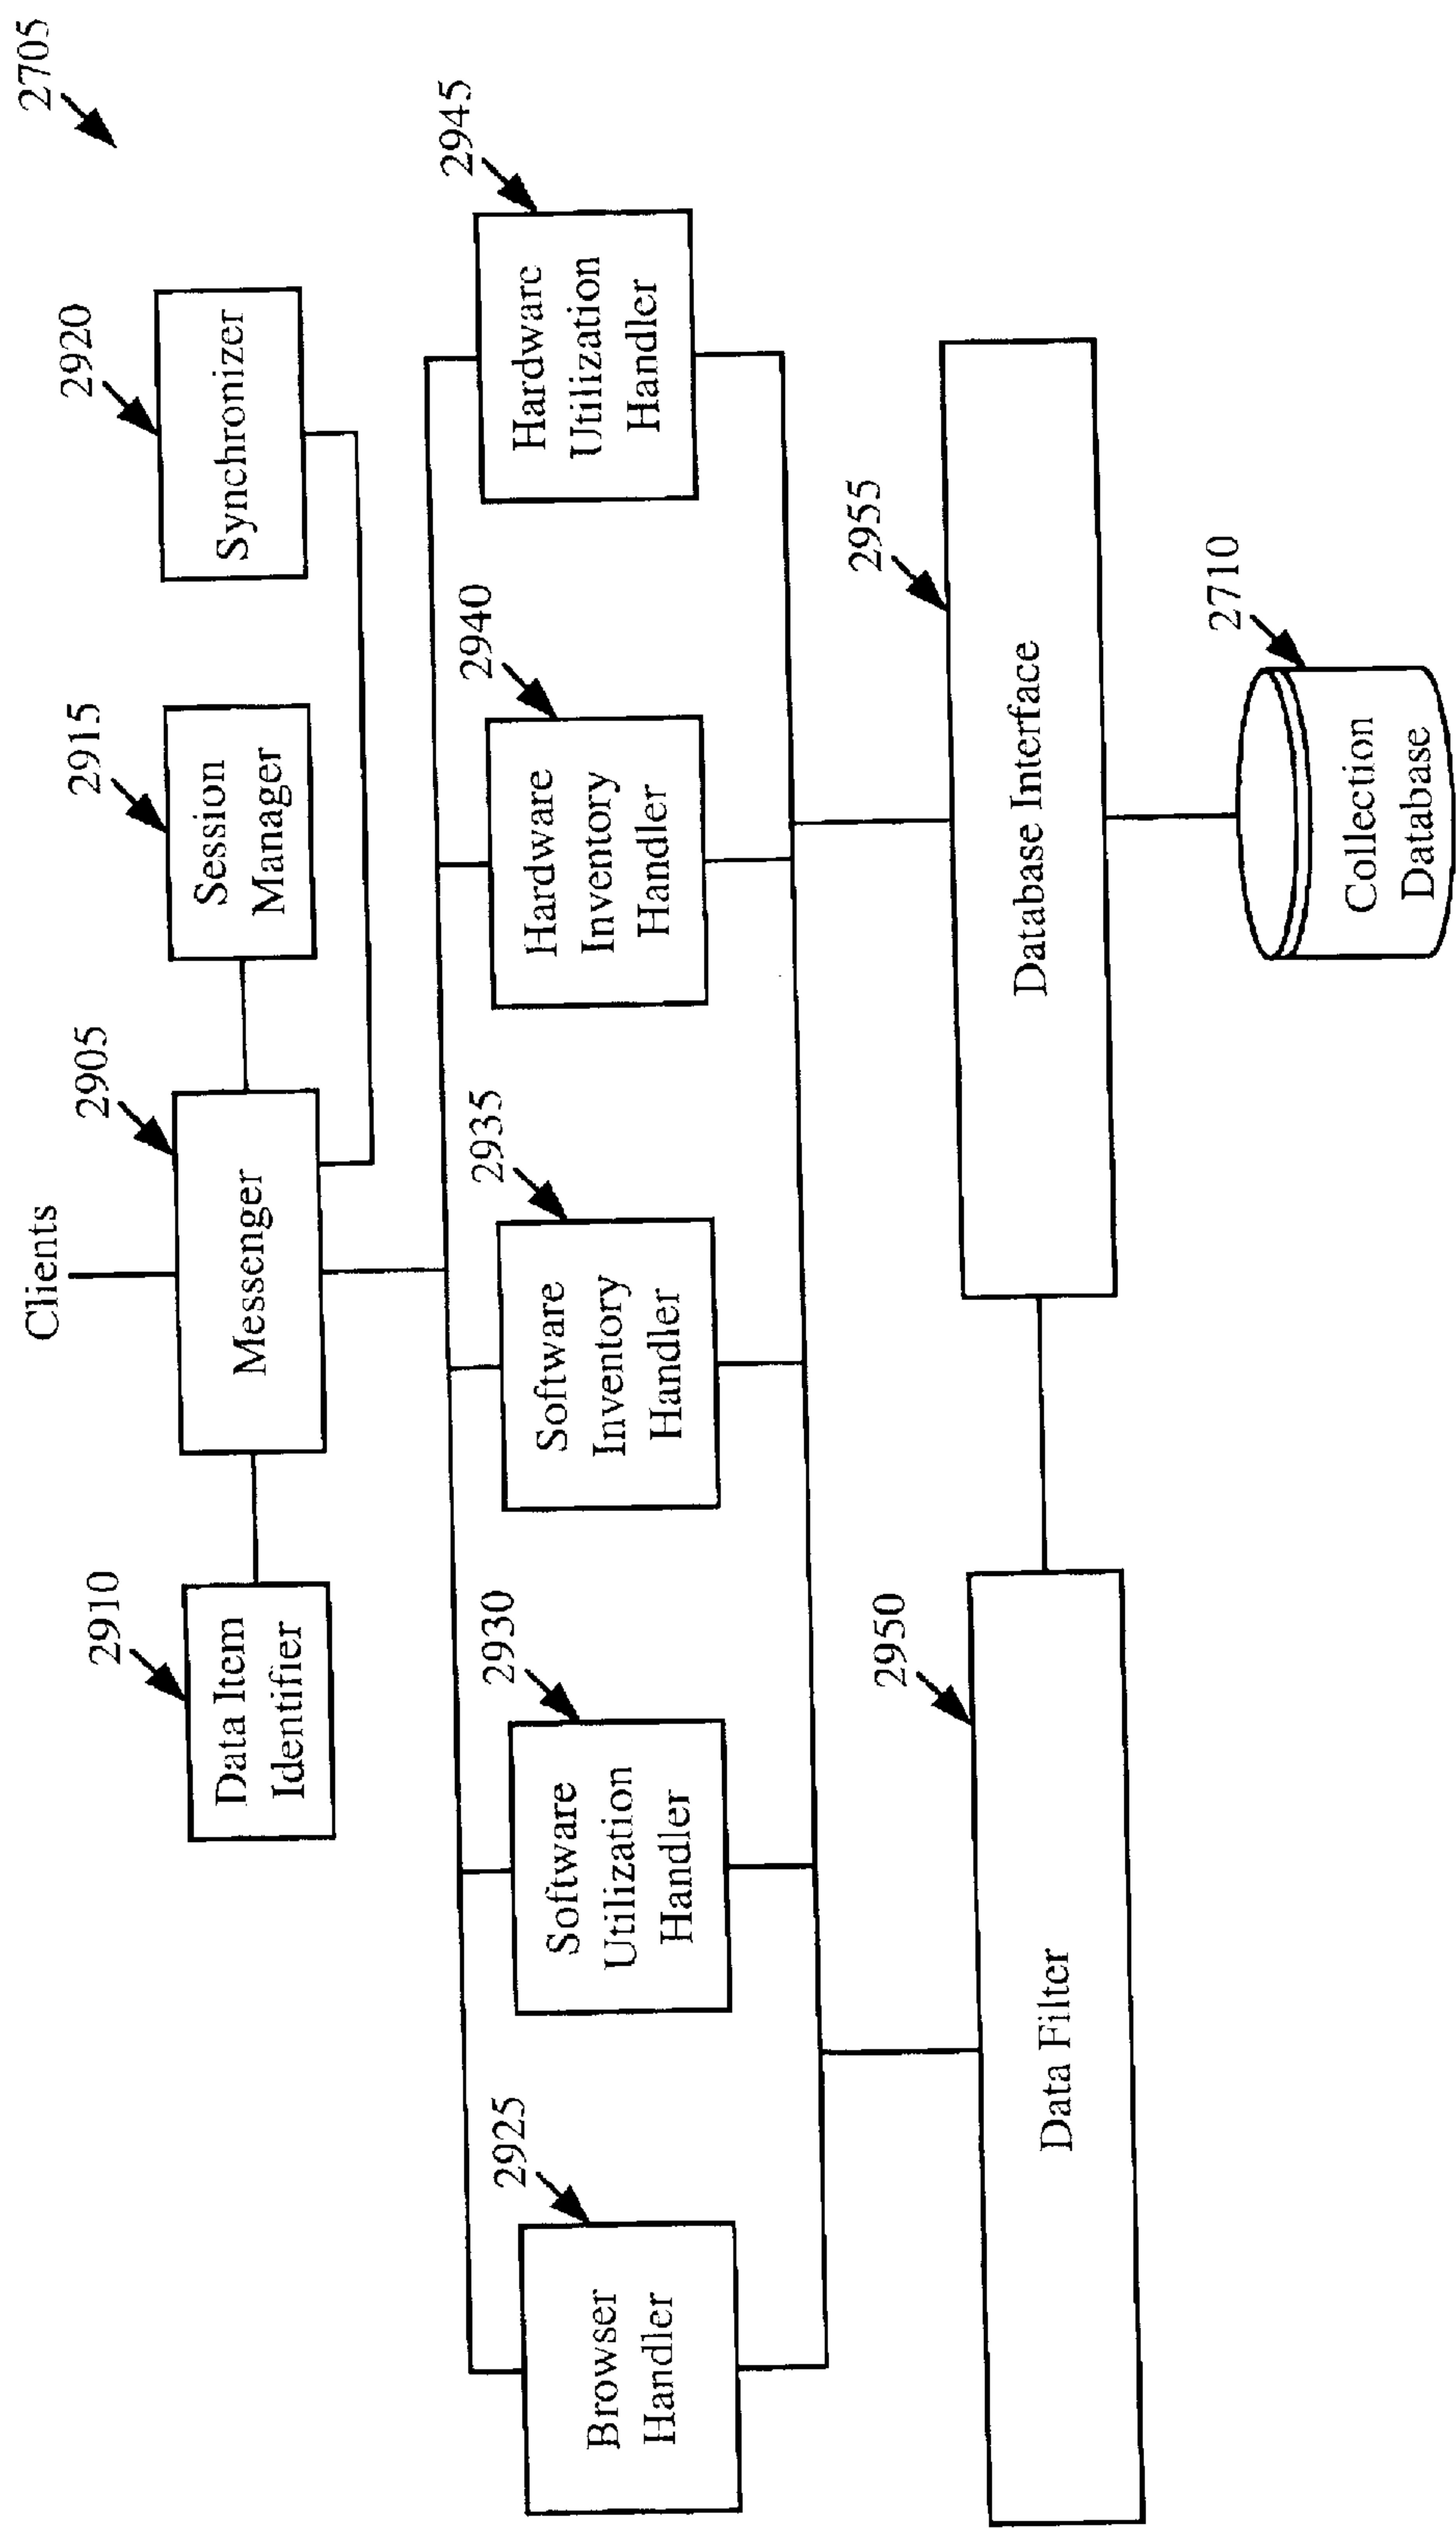 2705
Clients
2910
2905
2915
2920
Data Item
Identifier
Messenger
Session
Manager
Synchronizer
2925
2930
2935
2940
2945
Browser
Handler
Software
Utilization
Handler
Software
Inventory
Handler
Hardware
Inventory
Handler
Hardware
Utilization
Handler
2950
2955
Data Filter
Database Interface
2710
Collection
Database